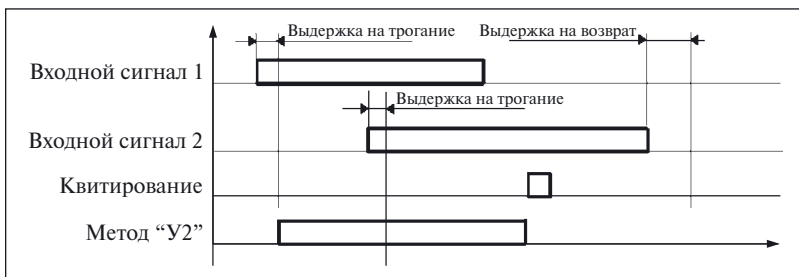 Выдержка на трогание
Выдержка на возврат
Входной сигнал 1
Выдержка на трогание
Входной сигнал 2
Квитирование
Метод “У2”